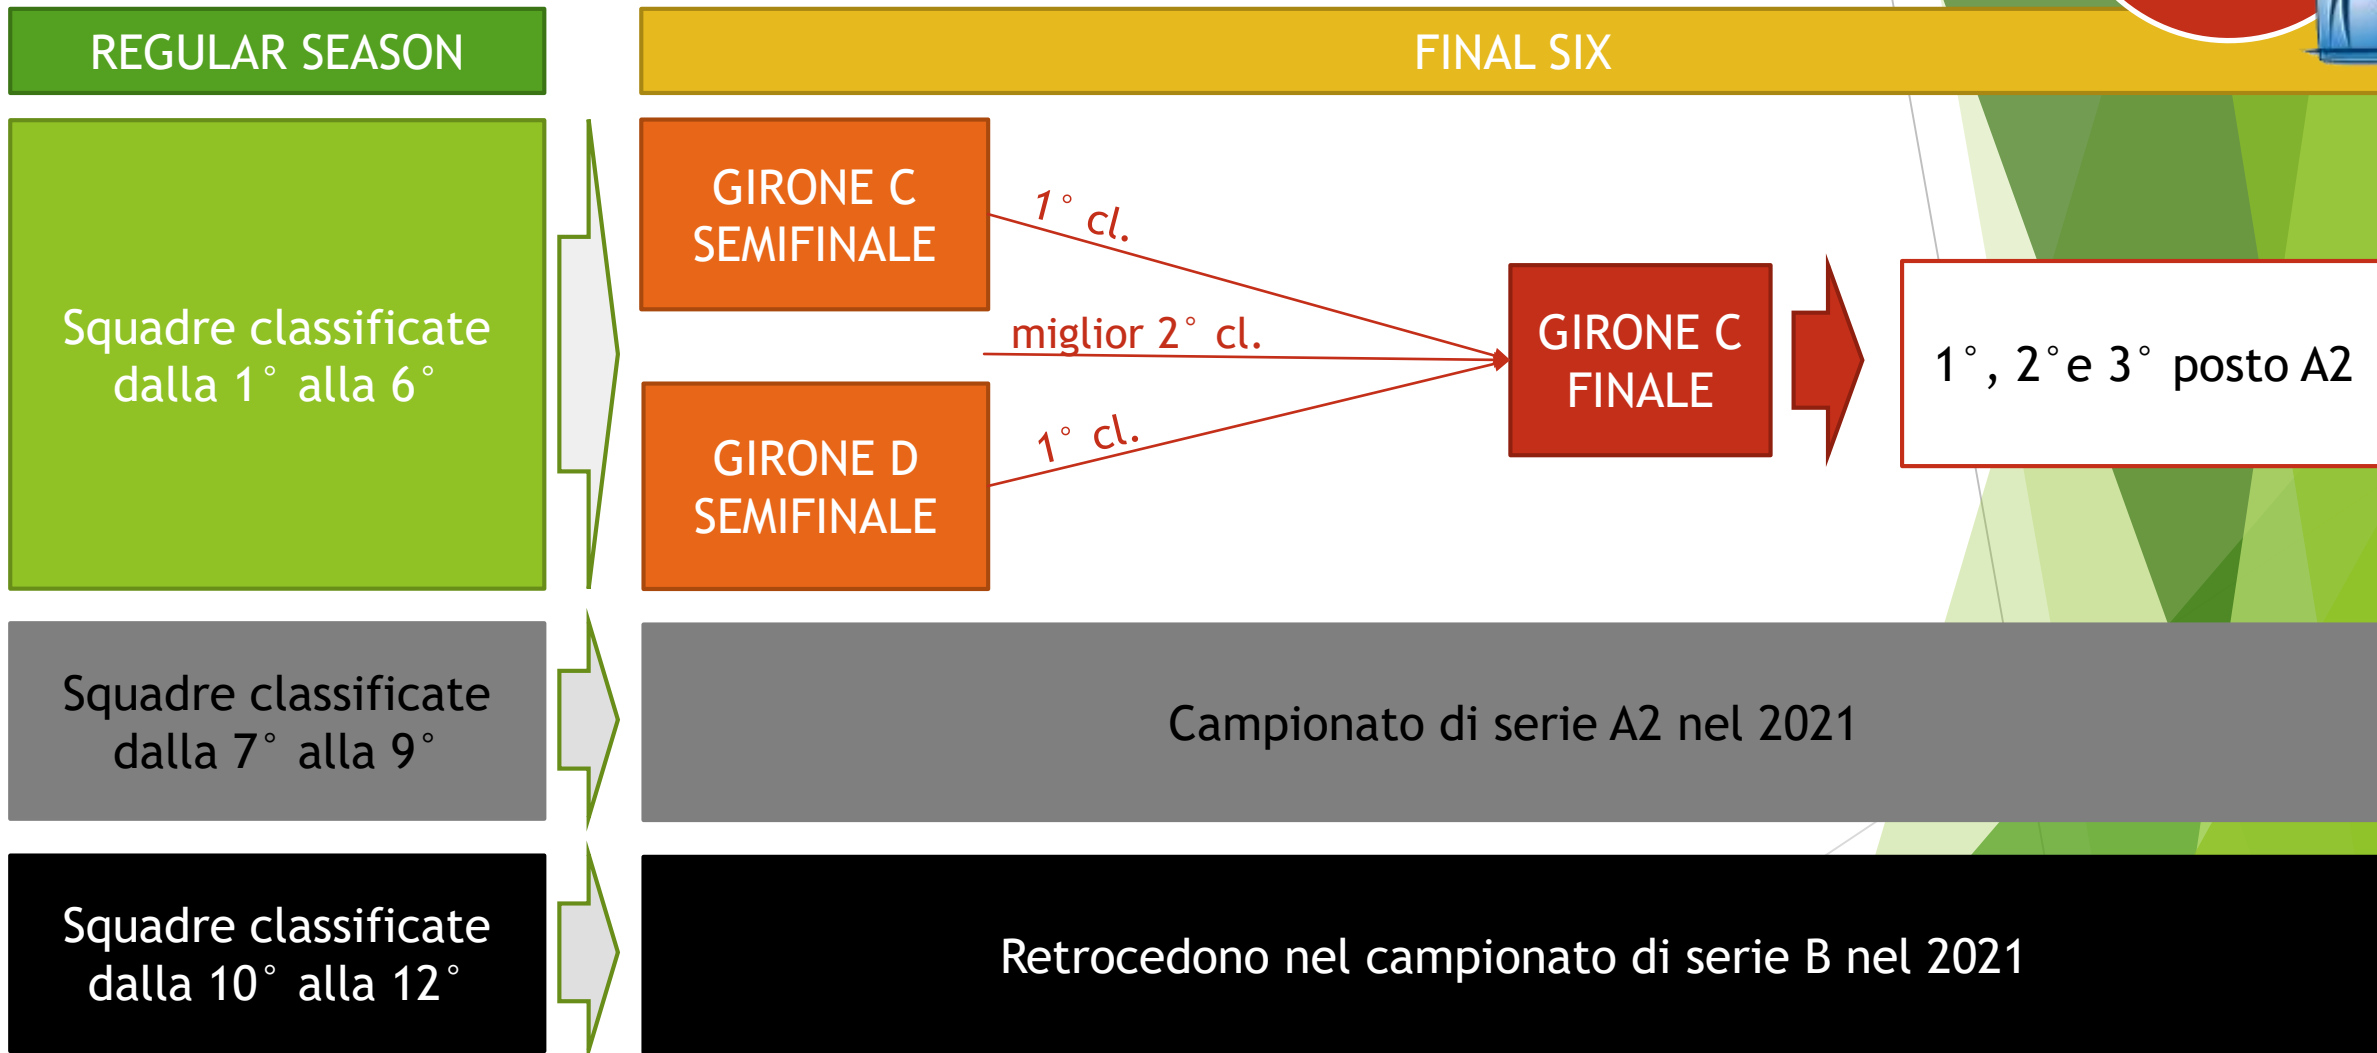 REGULAR SEASON
FINAL SIX
Squadre classificate
dalla 1° alla 6°
GIRONE C
SEMIFINALE
1° cl.
miglior 2° cl.
GIRONE D
SEMIFINALE
1° cl.
GIRONE C
FINALE
1°, 2°e 3° posto A2
Squadre classificate
dalla 7° alla 9°
Campionato di serie A2 nel 2021
Squadre classificate
dalla 10° alla 12°
Retrocedono nel campionato di serie B nel 2021